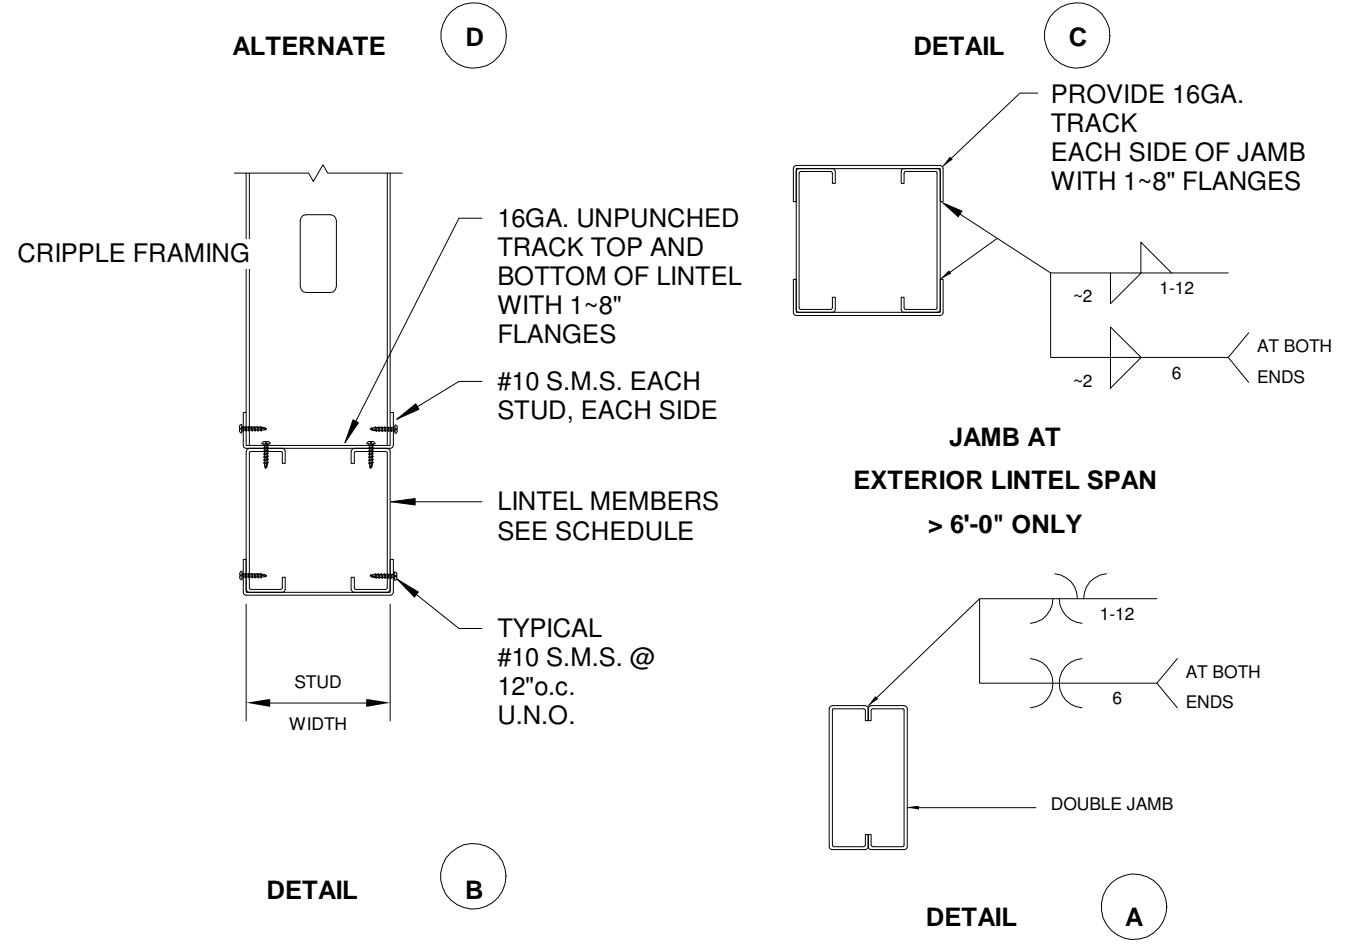 ALTERNATE
D
DETAIL
C
PROVIDE 16GA.
TRACK
EACH SIDE OF JAMB
WITH 1~8" FLANGES
CRIPPLE FRAMING
16GA. UNPUNCHED
TRACK TOP AND
BOTTOM OF LINTEL
WITH 1~8"
FLANGES
~2
1-12
~2
6
AT BOTH
ENDS
#10 S.M.S. EACH
STUD, EACH SIDE
JAMB AT
EXTERIOR LINTEL SPAN
> 6'-0" ONLY
LINTEL MEMBERS
SEE SCHEDULE
TYPICAL
#10 S.M.S. @
12"o.c.
U.N.O.
STUD
WIDTH
1-12
6
AT BOTH
ENDS
DOUBLE JAMB
DETAIL
B
DETAIL
A